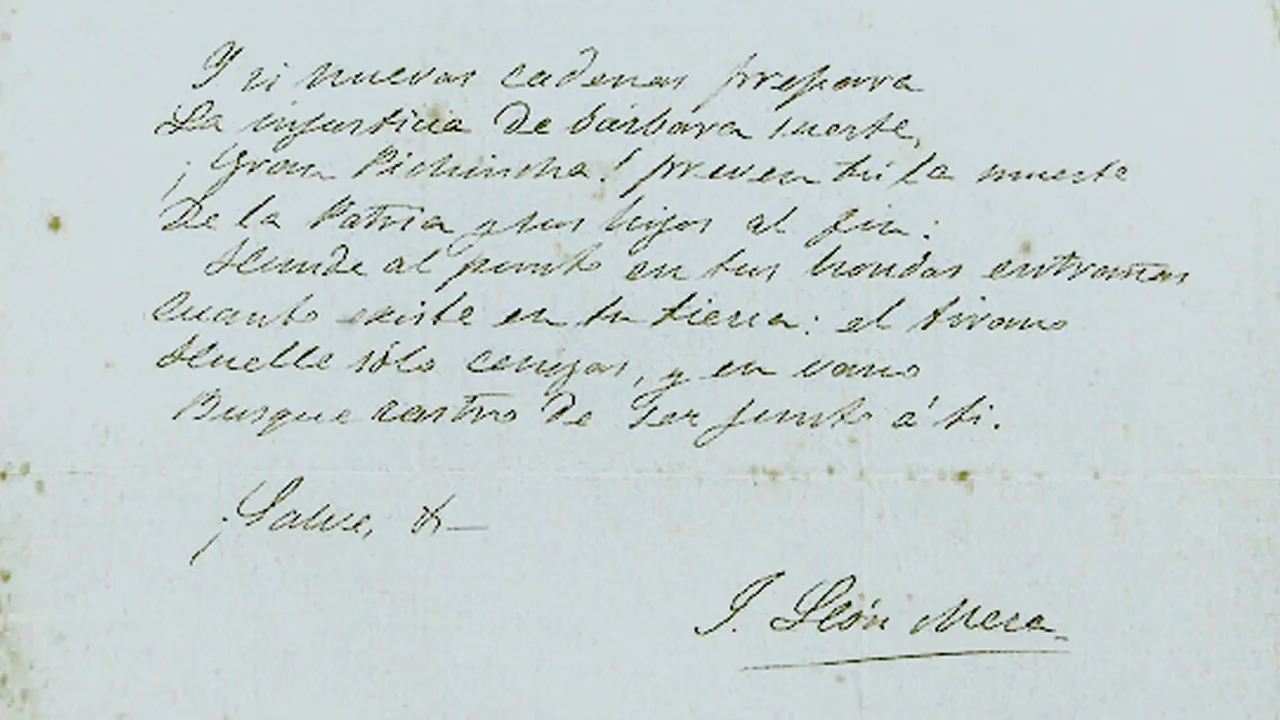 Y si nuevas cadenas prepara
La injusticia de bárbara suerte,
¡Gran Pichincha! preven tú la muerte
De la Patria y sus hijos al fin:
Hunde al punto en tus hondas entrañas
Cuanto existe en tu tierra: el tirano
Huelle sólo cenizas, y en vano
Busque rastro de ser junto á ti.
¡Salve, &—
J. León Mera